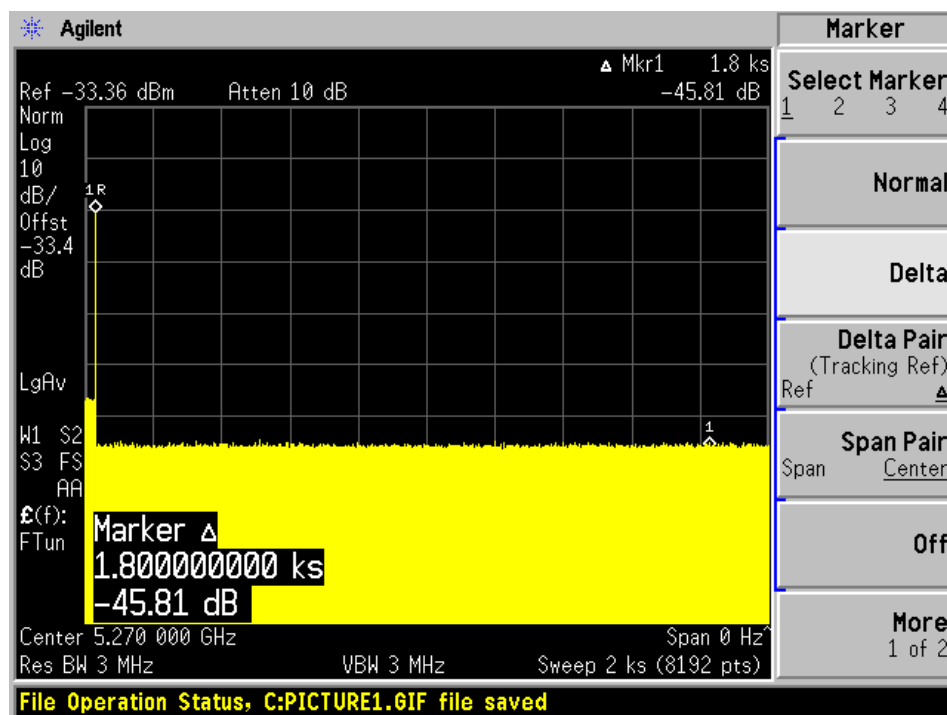 Agilent
Marker
▵ Mkr1 1.8 ks
Ref -33.36 dBm Atten 10 dB -45.81 dB
Norm
Log
10
dB/
Offst
-33.4
dB
1R
LgAv
1
W1 S2
S3 FS
AA
£(f):
FTun
Marker ▵
1.800000000 ks
-45.81 dB
Center 5.270 000 GHz Span 0 Hz^
Res BW 3 MHz VBW 3 MHz Sweep 2 ks (8192 pts)
File Operation Status, C:PICTURE1.GIF file saved
Select Marker
1 2 3 4
Normal
Delta
Delta Pair
(Tracking Ref)
Ref ▵
Span Pair
Span Center
Off
More
1 of 2